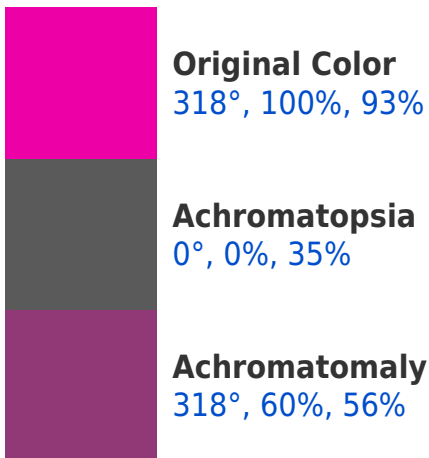 Original Color
318°, 100%, 93%
Achromatopsia
0°, 0%, 35%
Achromatomaly
318°, 60%, 56%